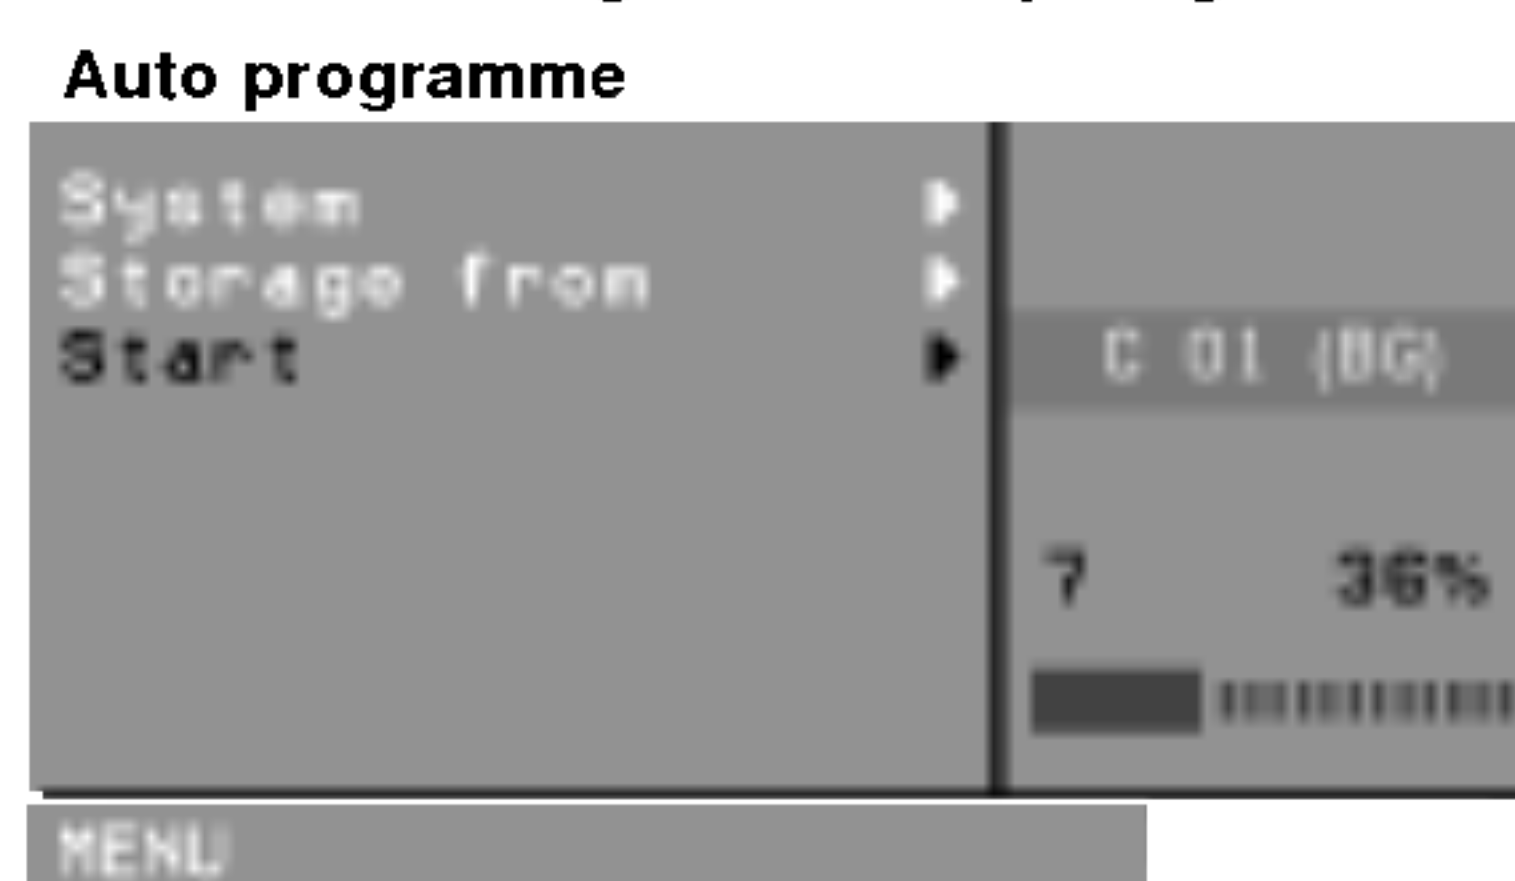 Auto programme
System
Storage from
Start
C 01 (BG)
7 36%
MENU